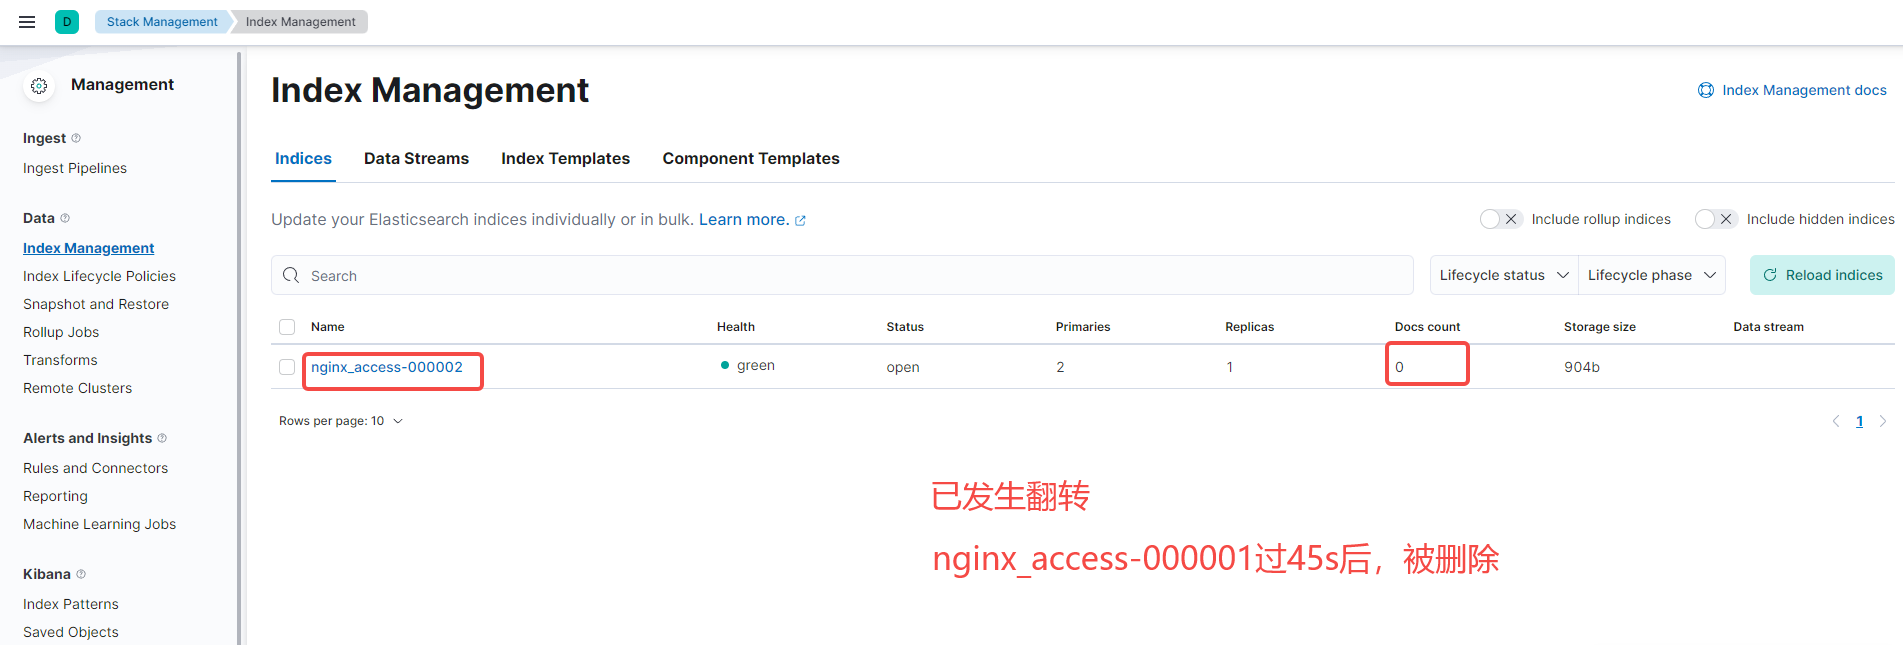 D Stack Management Index Management
Management
Ingest
Ingest Pipelines
Data
Index Management
Index Lifecycle Policies
Snapshot and Restore
Rollup Jobs
Transforms
Remote Clusters
Alerts and Insights
Rules and Connectors
Reporting
Machine Learning Jobs
Kibana
Index Patterns
Saved Objects
Index Management
Index Management docs
Indices Data Streams Index Templates Component Templates
Update your Elasticsearch indices individually or in bulk. Learn more.
Include rollup indices Include hidden indices
Search Lifecycle status Lifecycle phase Reload indices
Name Health Status Primaries Replicas Docs count Storage size Data stream
nginx_access-000002 green open 2 1 0 904b
Rows per page: 10 1
已发生翻转
nginx_access-000001过45s后，被删除